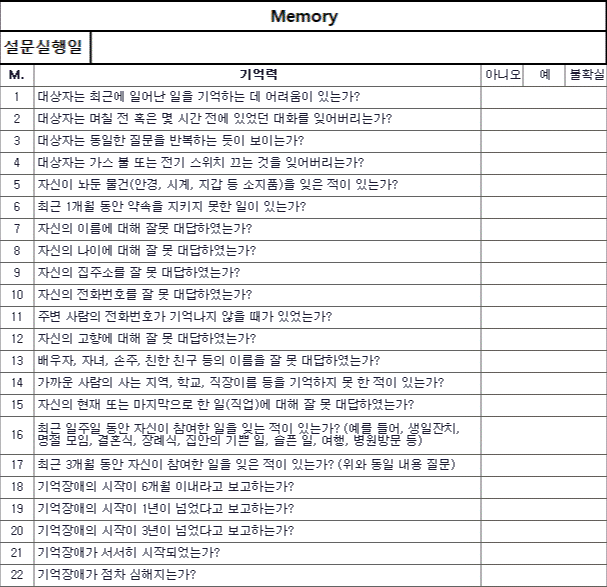 Memory
설문실행일
M. 기억력 아니오 예 불확실
1 대상자는 최근에 일어난 일을 기억하는 데 어려움이 있는가?
2 대상자는 며칠 전 혹은 몇 시간 전에 있었던 대화를 잊어버리는가?
3 대상자는 동일한 질문을 반복하는 듯이 보이는가?
4 대상자는 가스 불 또는 전기 스위치 끄는 것을 잊어버리는가?
5 자신이 놔둔 물건(안경, 시계, 지갑 등 소지품)을 잊은 적이 있는가?
6 최근 1개월 동안 약속을 지키지 못한 일이 있는가?
7 자신의 이름에 대해 잘못 대답하였는가?
8 자신의 나이에 대해 잘 못 대답하였는가?
9 자신의 집주소를 잘 못 대답하였는가?
10 자신의 전화번호를 잘 못 대답하였는가?
11 주변 사람의 전화번호가 기억나지 않을 때가 있었는가?
12 자신의 고향에 대해 잘 못 대답하였는가?
13 배우자, 자녀, 손주, 친한 친구 등의 이름을 잘 못 대답하였는가?
14 가까운 사람의 사는 지역, 학교, 직장이름 등을 기억하지 못 한 적이 있는가?
15 자신의 현재 또는 마지막으로 한 일(직업)에 대해 잘 못 대답하였는가?
16 최근 일주일 동안 자신이 참여한 일을 잊는 적이 있는가? (예를 들어, 생일잔치,
명절 모임, 결혼식, 장례식, 집안의 기쁜 일, 슬픈 일, 여행, 병원방문 등)
17 최근 3개월 동안 자신이 참여한 일을 잊은 적이 있는가? (위와 동일 내용 질문)
18 기억장애의 시작이 6개월 이내라고 보고하는가?
19 기억장애의 시작이 1년이 넘었다고 보고하는가?
20 기억장애의 시작이 3년이 넘었다고 보고하는가?
21 기억장애가 서서히 시작되었는가?
22 기억장애가 점차 심해지는가?